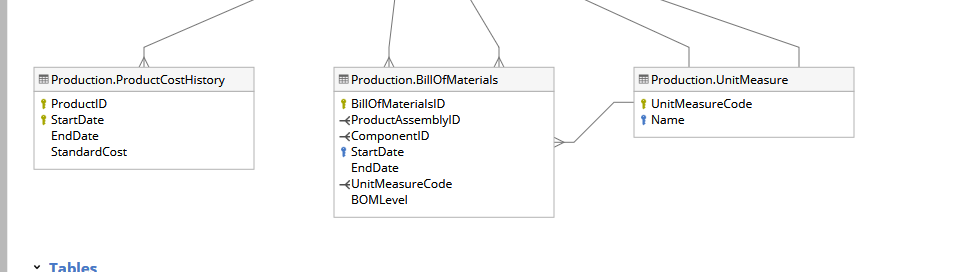 Production.ProductCostHistory
ProductID
StartDate
EndDate
StandardCost
Production.BillOfMaterials
BillOfMaterialsID
ProductAssemblyID
ComponentID
StartDate
EndDate
UnitMeasureCode
BOMLevel
Production.UnitMeasure
UnitMeasureCode
Name
Tables